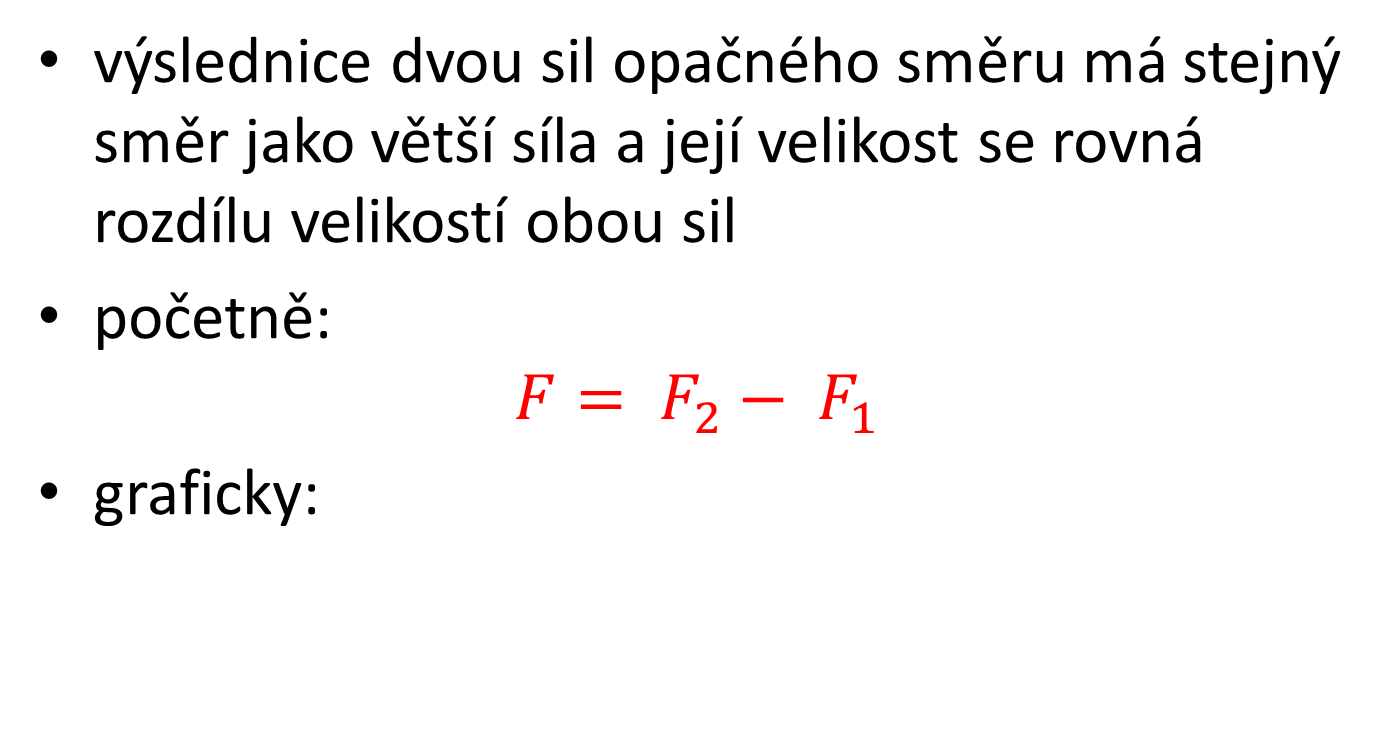 • výslednice dvou sil opačného směru má stejný
směr jako větší síla a její velikost se rovná
rozdílu velikostí obou sil
• početně:
F = F₂ − F₁
• graficky: